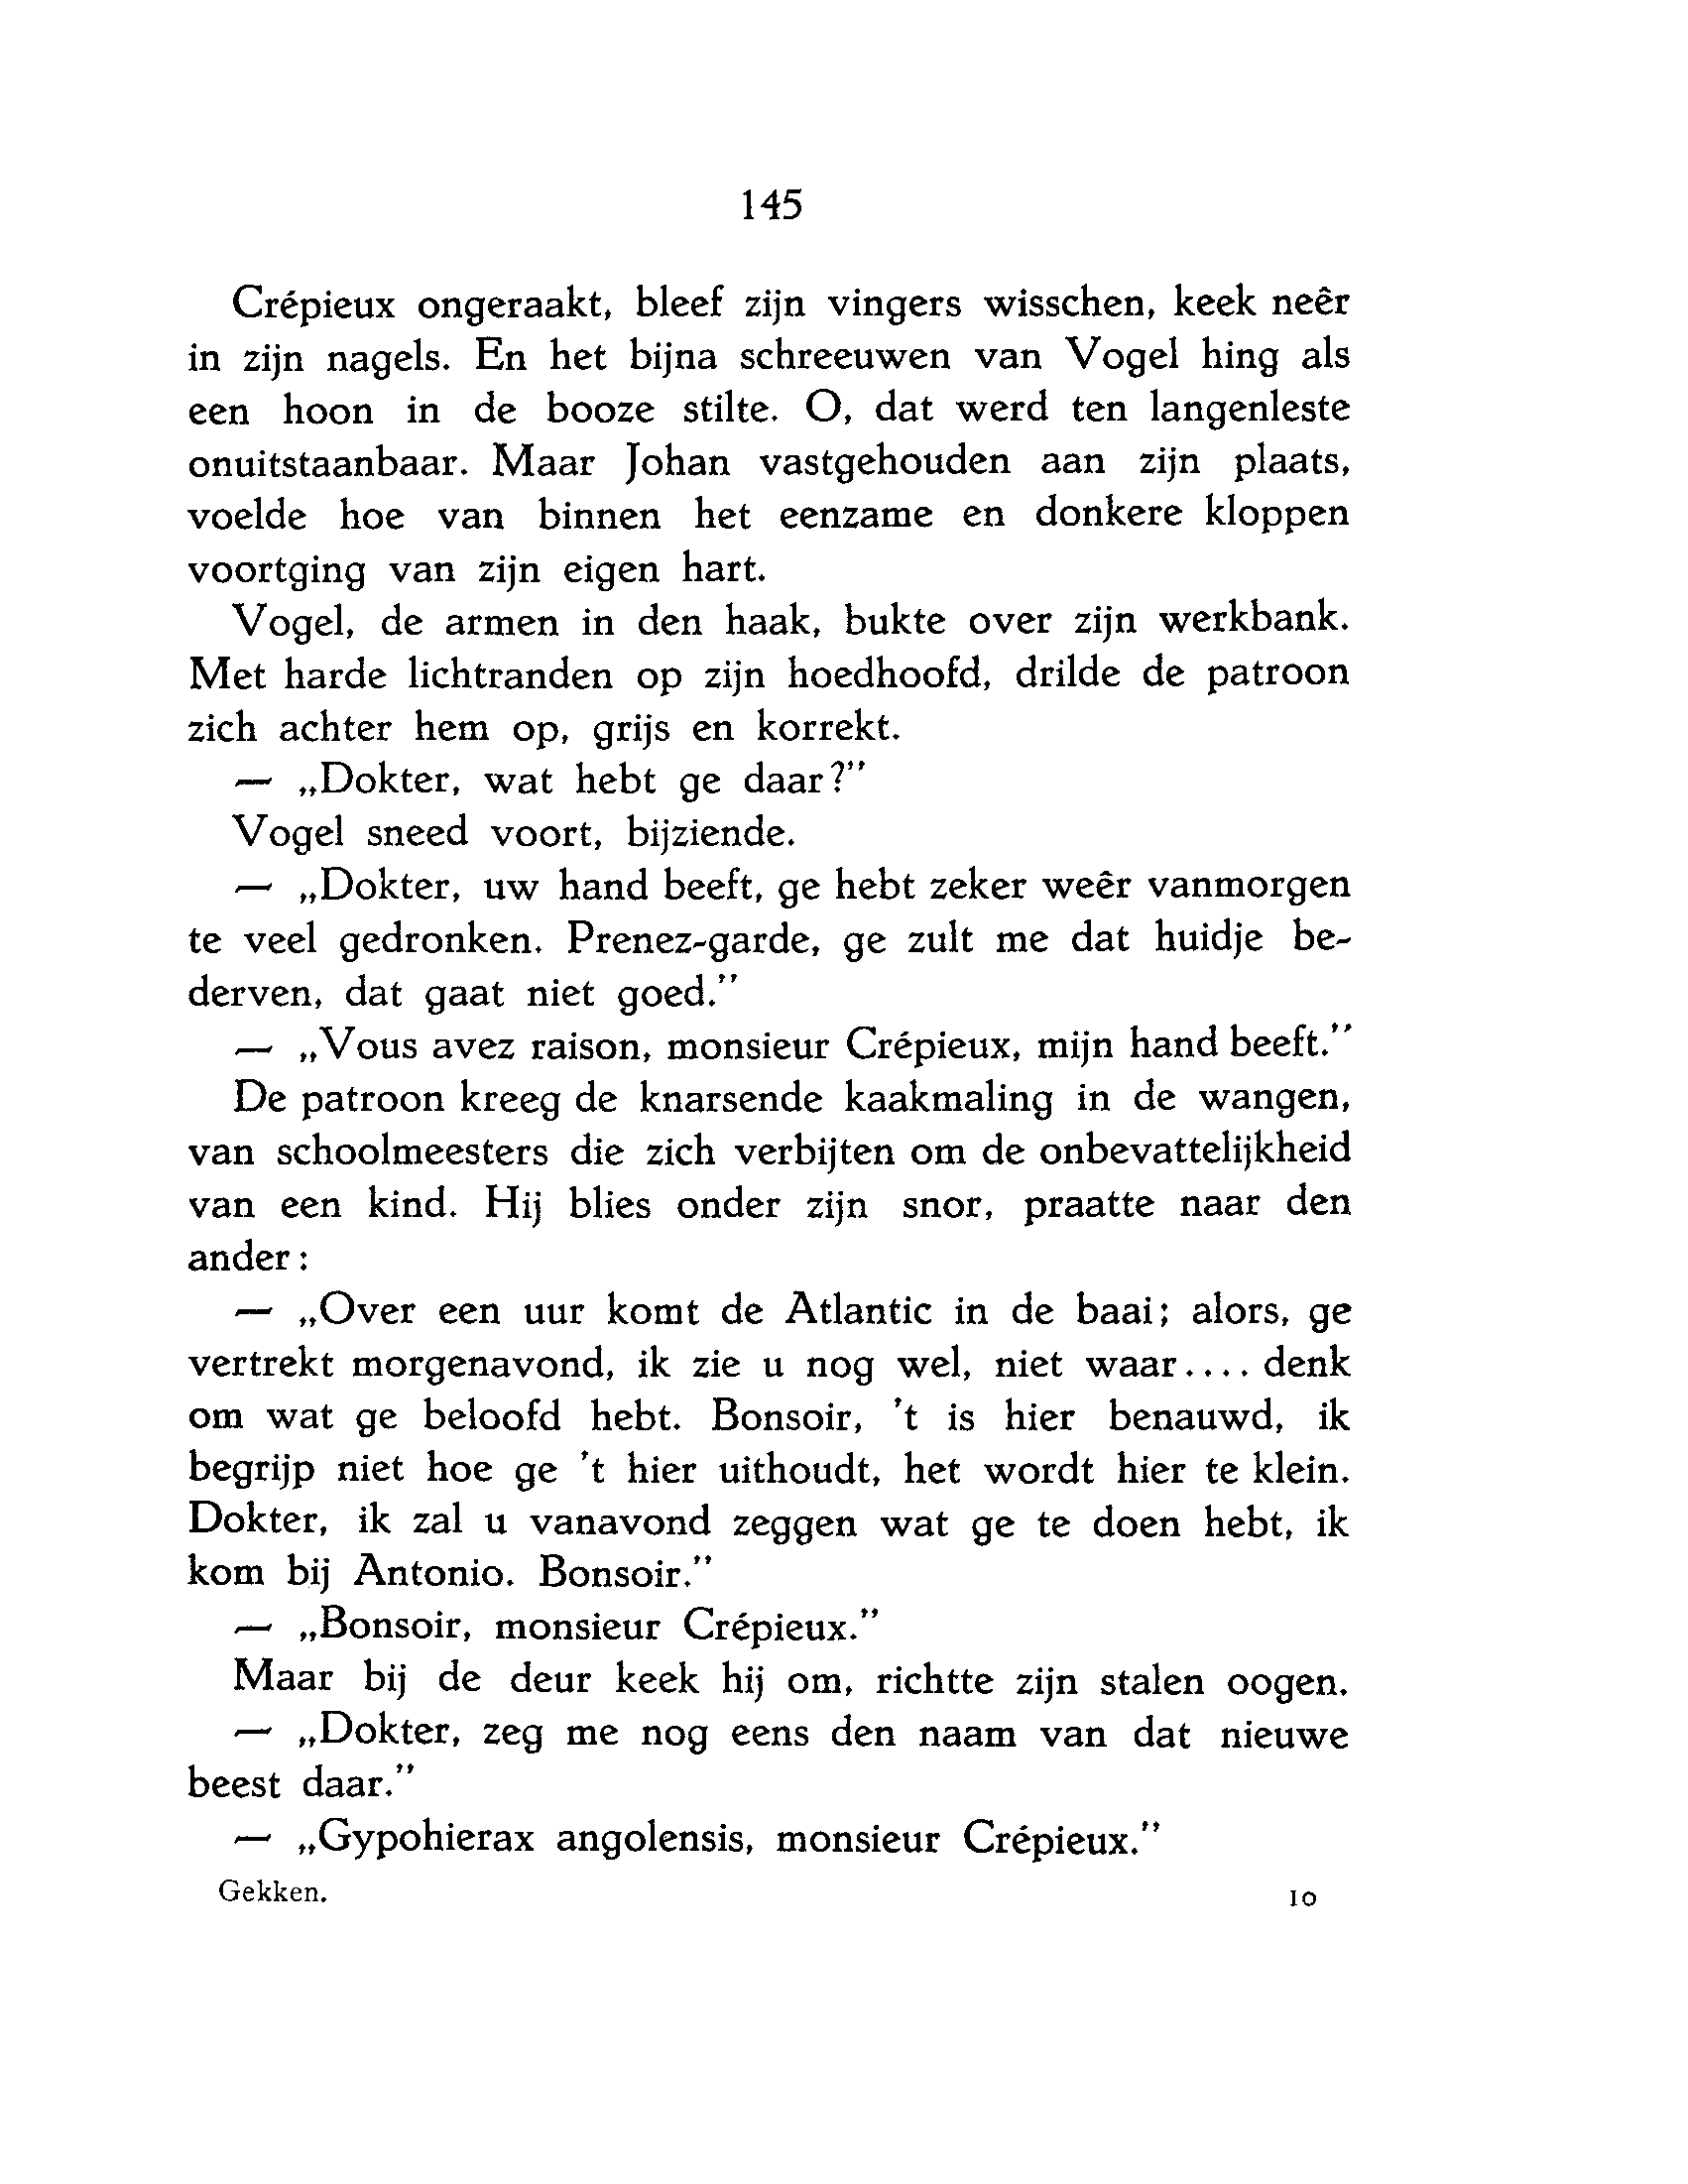 145
Crépieux ongeraakt, bleef zijn vingers wisschen, keek neêr
in zijn nagels. En het bijna schreeuwen van Vogel hing als
een hoon in de booze stilte. O, dat werd ten langenleste
onuitstaanbaar. Maar Johan vastgehouden aan zijn plaats,
voelde hoe van binnen het eenzame en donkere kloppen
voortging van zijn eigen hart.
Vogel, de armen in den haak, bukte over zijn werkbank.
Met harde lichtranden op zijn hoedhoofd, drilde de patroon
zich achter hem op, grijs en korrekt.
— „Dokter, wat hebt ge daar?”
Vogel sneed voort, bijziende.
— „Dokter, uw hand beeft, ge hebt zeker weêr vanmorgen
te veel gedronken. Prenez-garde, ge zult me dat huidje be-
derven, dat gaat niet goed.”
— „Vous avez raison, monsieur Crépieux, mijn hand beeft.”
De patroon kreeg de knarsende kaakmaling in de wangen,
van schoolmeesters die zich verbijten om de onbevattelijkheid
van een kind. Hij blies onder zijn snor, praatte naar den
ander:
— „Over een uur komt de Atlantic in de baai; alors, ge
vertrekt morgenavond, ik zie u nog wel, niet waar.... denk
om wat ge beloofd hebt. Bonsoir, 't is hier benauwd, ik
begrijp niet hoe ge 't hier uithoudt, het wordt hier te klein.
Dokter, ik zal u vanavond zeggen wat ge te doen hebt, ik
kom bij Antonio. Bonsoir.”
— „Bonsoir, monsieur Crépieux.”
Maar bij de deur keek hij om, richtte zijn stalen oogen.
— „Dokter, zeg me nog eens den naam van dat nieuwe
beest daar.”
— „Gypohierax angolensis, monsieur Crépieux.”
Gekken. 10